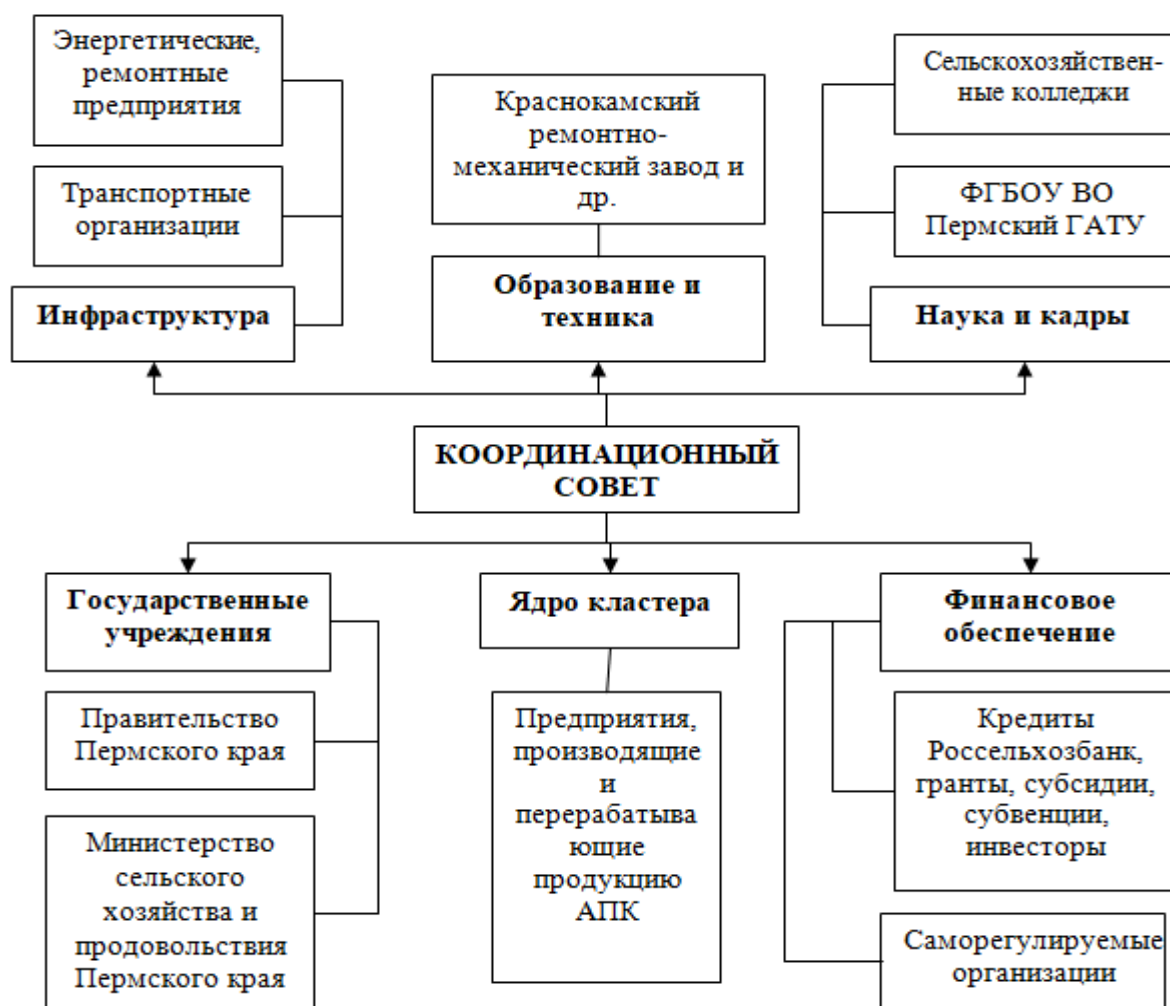 Энергетические,
ремонтные
предприятия
Транспортные
организации
Инфраструктура
Краснокамский
ремонтно-
механический завод и
др.
Образование и
техника
Сельскохозяйствен-
ные колледжи
ФГБОУ ВО
Пермский ГАТУ
Наука и кадры
КООРДИНАЦИОННЫЙ
СОВЕТ
Государственные
учреждения
Правительство
Пермского края
Министерство
сельского
хозяйства и
продовольствия
Пермского края
Ядро кластера
Предприятия,
производящие
и
перерабатыва
ющие
продукцию
АПК
Финансовое
обеспечение
Кредиты
Россельхозбанк,
гранты, субсидии,
субвенции,
инвесторы
Саморегулируемые
организации